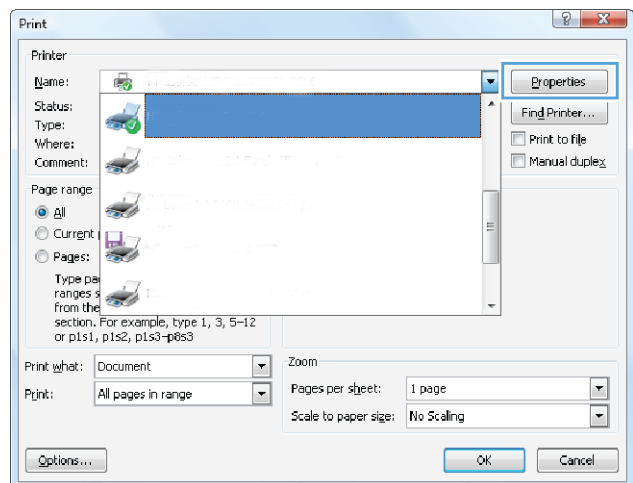 Print
Printer
Name:
Properties
Status:
Find Printer...
Type:
Where:
Print to file
Comment:
Manual duplex
Page range
All
Current
Pages:
Type
ranges
from the
section. For example, type 1, 3, 5–12
or p1s1, p1s2, p1s3–p8s3
Print what: Document
Print: All pages in range
Zoom
Pages per sheet: 1 page
Scale to paper size: No Scaling
Options...
OK
Cancel